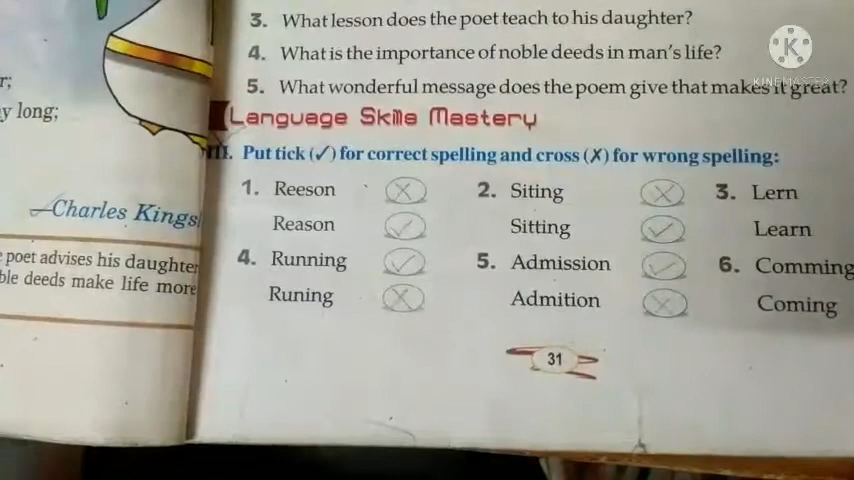 3. What lesson does the poet teach to his daughter?
4. What is the importance of noble deeds in man's life?
5. What wonderful message does the poem give that makes it great?
Language Skills Mastery
III. Put tick (✓) for correct spelling and cross (✗) for wrong spelling:
1. Reeson ✗ 2. Siting ✗ 3. Lern
Reason ✓ Sitting ✓ Learn
4. Running ✓ 5. Admission ✓ 6. Comming
Runing ✗ Admition ✗ Coming
31
r;
y long;
—Charles Kings
poet advises his daughter
ble deeds make life more
KINEMASTER